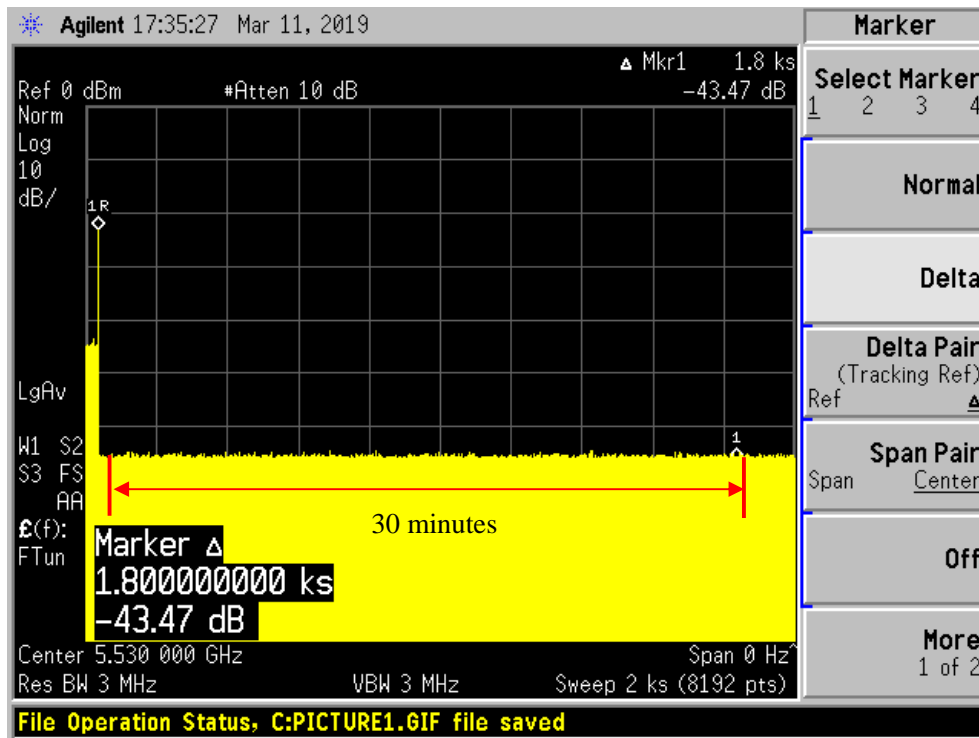 Agilent 17:35:27 Mar 11, 2019
Marker
Δ Mkr1 1.8 ks
Ref 0 dBm #Atten 10 dB -43.47 dB
Norm
Log
10
dB/
1R
LgAv
1
W1 S2
S3 FS
AA
£(f):
FTun
30 minutes
Marker Δ
1.800000000 ks
-43.47 dB
Center 5.530 000 GHz Span 0 Hz^
Res BW 3 MHz VBW 3 MHz Sweep 2 ks (8192 pts)
File Operation Status, C:PICTURE1.GIF file saved
Select Marker
1 2 3 4
Normal
Delta
Delta Pair
(Tracking Ref)
Ref Δ
Span Pair
Span Center
Off
More
1 of 2